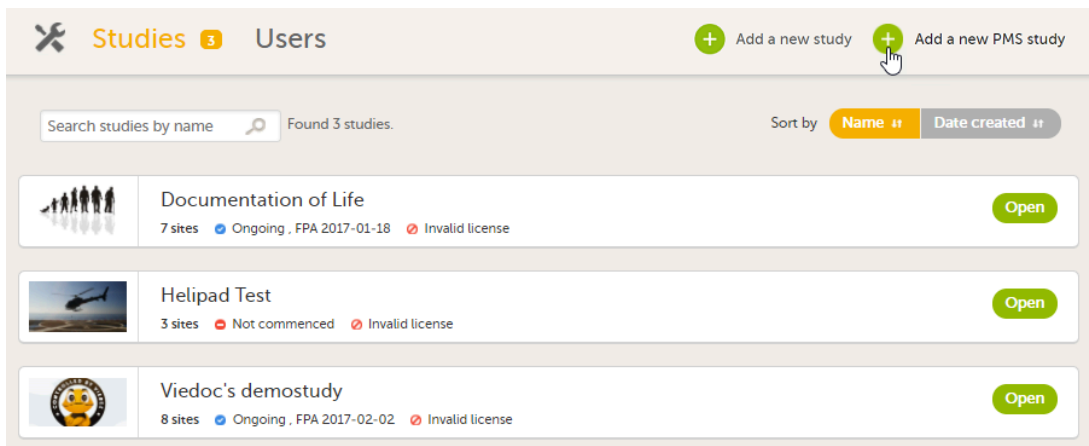 Studies 3 Users Add a new study Add a new PMS study
Search studies by name Found 3 studies. Sort by Name Date created
Documentation of Life
7 sites Ongoing , FPA 2017-01-18 Invalid license
Open
Helipad Test
3 sites Not commenced Invalid license
Open
Viedoc's demostudy
8 sites Ongoing , FPA 2017-02-02 Invalid license
Open